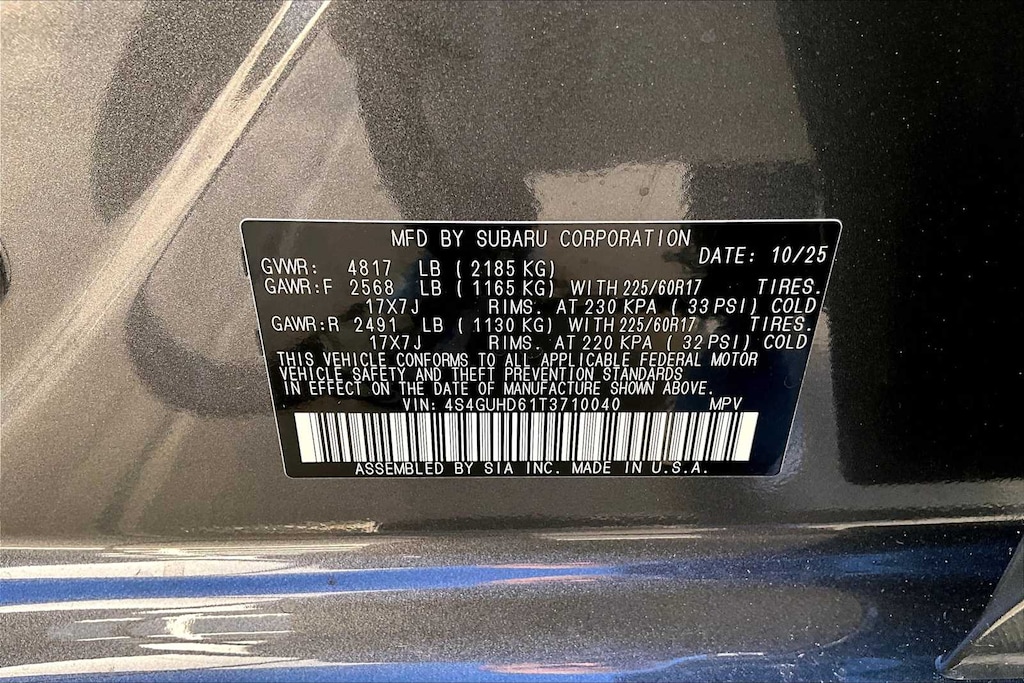 MFD BY SUBARU CORPORATION DATE: 10/25
GVWR: 4817 LB (2185 KG)
GAWR:F 2568 LB (1165 KG) WITH 225/60R17 TIRES.
17X7J RIMS. AT 230 KPA (33 PSI) COLD
GAWR:R 2491 LB (1130 KG) WITH 225/60R17 TIRES.
17X7J RIMS. AT 220 KPA (32 PSI) COLD
THIS VEHICLE CONFORMS TO ALL APPLICABLE FEDERAL MOTOR
VEHICLE SAFETY AND THEFT PREVENTION STANDARDS
IN EFFECT ON THE DATE OF MANUFACTURE SHOWN ABOVE.
VIN: 4S4GUHD61T3710040 MPV
ASSEMBLED BY SIA INC. MADE IN U.S.A.